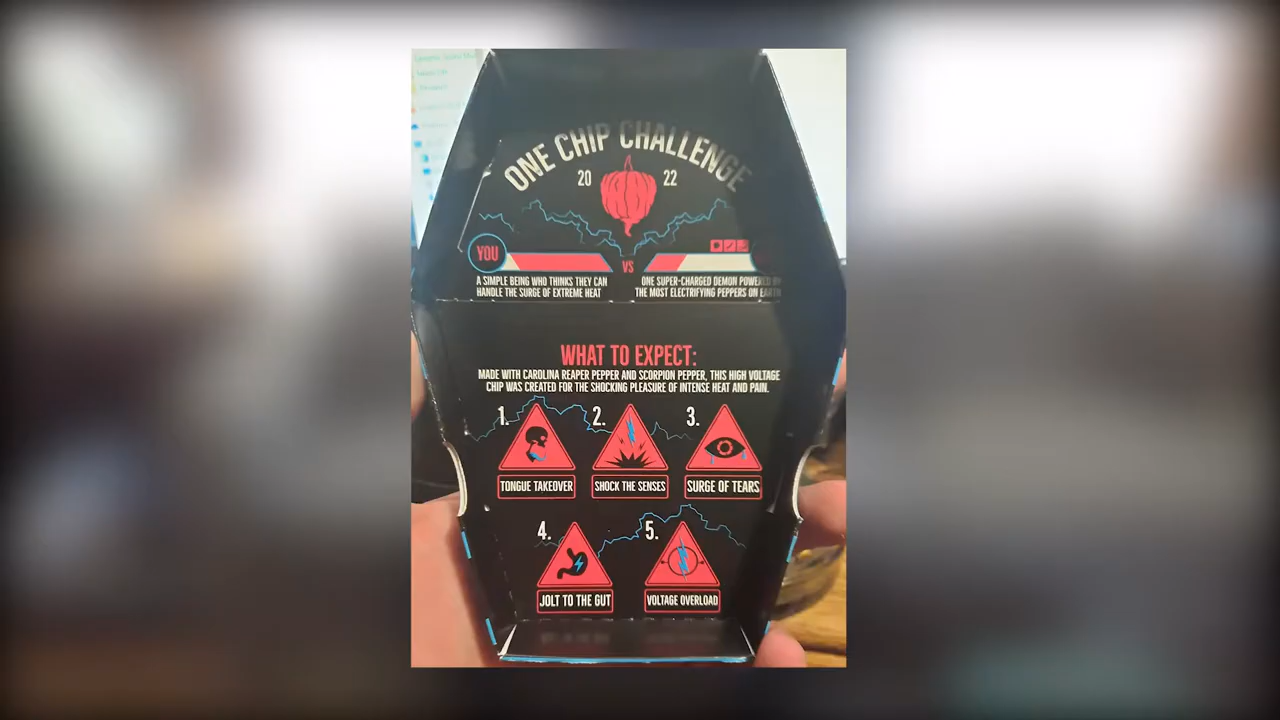 ONE CHIP CHALLENGE
20 22
YOU
VS
A SIMPLE BEING WHO THINKS THEY CAN
HANDLE THE SURGE OF EXTREME HEAT
ONE SUPER-CHARGED DEMON POWERED BY
THE MOST ELECTRIFYING PEPPERS ON EARTH
WHAT TO EXPECT:
MADE WITH CAROLINA REAPER PEPPER AND SCORPION PEPPER, THIS HIGH VOLTAGE
CHIP WAS CREATED FOR THE SHOCKING PLEASURE OF INTENSE HEAT AND PAIN.
1.
TONGUE TAKEOVER
2.
SHOCK THE SENSES
3.
SURGE OF TEARS
4.
JOLT TO THE GUT
5.
VOLTAGE OVERLOAD